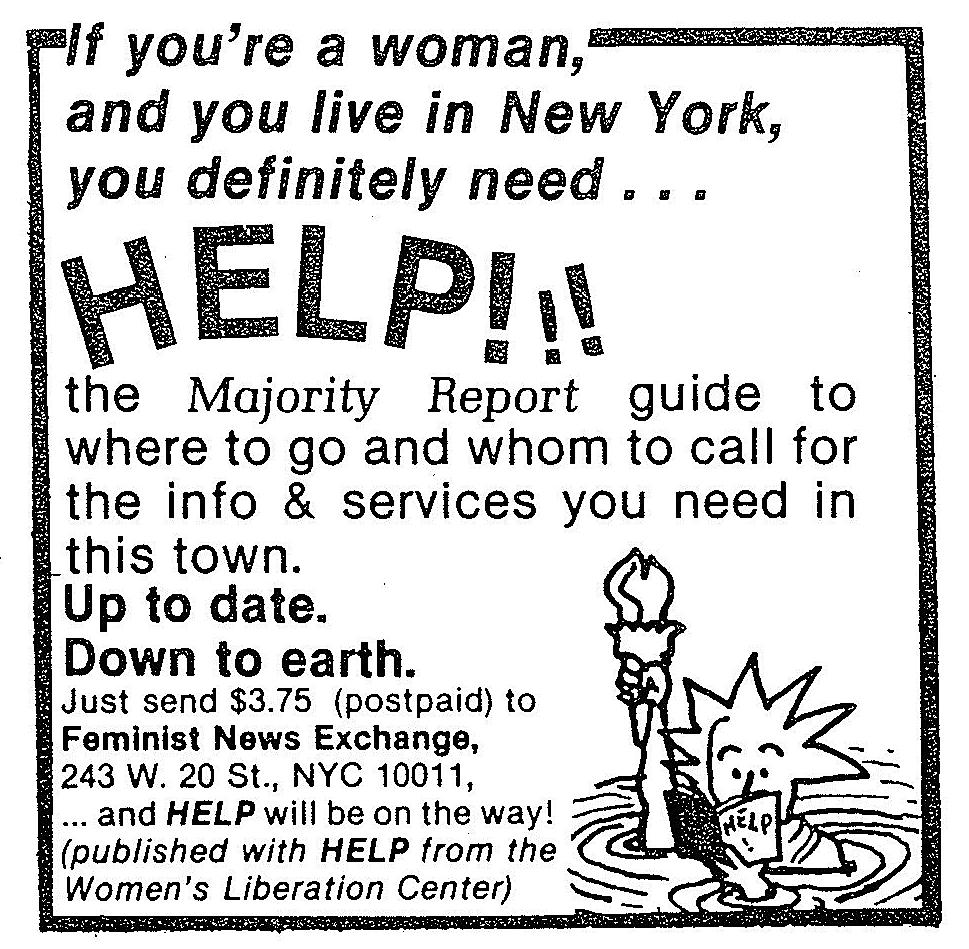 If you're a woman,
and you live in New York,
you definitely need . . .
HELP!!!
the Majority Report guide to
where to go and whom to call for
the info & services you need in
this town.
Up to date.
Down to earth.
Just send $3.75 (postpaid) to
Feminist News Exchange,
243 W. 20 St., NYC 10011,
... and HELP will be on the way!
(published with HELP from the
Women's Liberation Center)
HELP